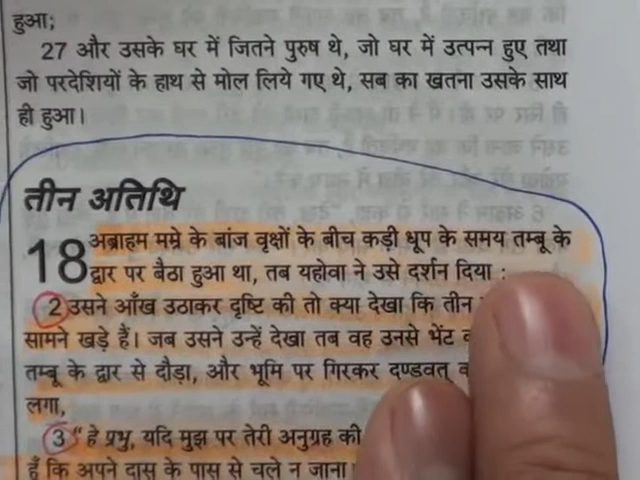 हुआ;
27 और उसके घर में जितने पुरुष थे, जो घर में उत्पन्न हुए तथा
जो परदेशियों के हाथ से मोल लिये गए थे, सब का खतना उसके साथ
ही हुआ।
तीन अतिथि
18 अब्राहम मम्रे के बांज वृक्षों के बीच कड़ी धूप के समय तम्बू के
द्वार पर बैठा हुआ था, तब यहोवा ने उसे दर्शन दिया :
2 उसने आँख उठाकर दृष्टि की तो क्या देखा कि तीन
सामने खड़े हैं। जब उसने उन्हें देखा तब वह उनसे भेंट
तम्बू के द्वार से दौड़ा, और भूमि पर गिरकर दण्डवत्
लगा,
3 “हे प्रभु, यदि मुझ पर तेरी अनुग्रह की
हूँ कि अपने दास के पास से चले न जाना